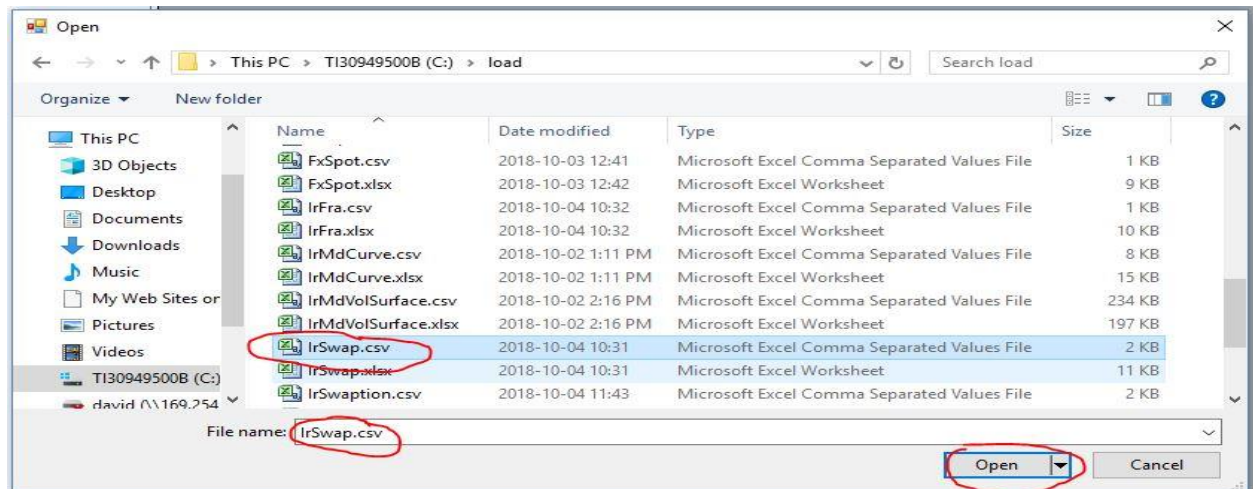 Open
This PC > TI30949500B (C:) > load
Search load
Organize
New folder
Name
Date modified
Type
Size
This PC
3D Objects
Desktop
Documents
Downloads
Music
My Web Sites or
Pictures
Videos
TI30949500B (C:)
david (\\169.254
FxSpot.csv 2018-10-03 12:41 Microsoft Excel Comma Separated Values File 1 KB
FxSpot.xlsx 2018-10-03 12:42 Microsoft Excel Worksheet 9 KB
IrFra.csv 2018-10-04 10:32 Microsoft Excel Comma Separated Values File 1 KB
IrFra.xlsx 2018-10-04 10:32 Microsoft Excel Worksheet 10 KB
IrMdCurve.csv 2018-10-02 1:11 PM Microsoft Excel Comma Separated Values File 8 KB
IrMdCurve.xlsx 2018-10-02 1:11 PM Microsoft Excel Worksheet 15 KB
IrMdVolSurface.csv 2018-10-02 2:16 PM Microsoft Excel Comma Separated Values File 234 KB
IrMdVolSurface.xlsx 2018-10-02 2:16 PM Microsoft Excel Worksheet 197 KB
IrSwap.csv 2018-10-04 10:31 Microsoft Excel Comma Separated Values File 2 KB
IrSwap.xlsx 2018-10-04 10:31 Microsoft Excel Worksheet 11 KB
IrSwaption.csv 2018-10-04 11:43 Microsoft Excel Comma Separated Values File 2 KB
File name: IrSwap.csv
Open
Cancel